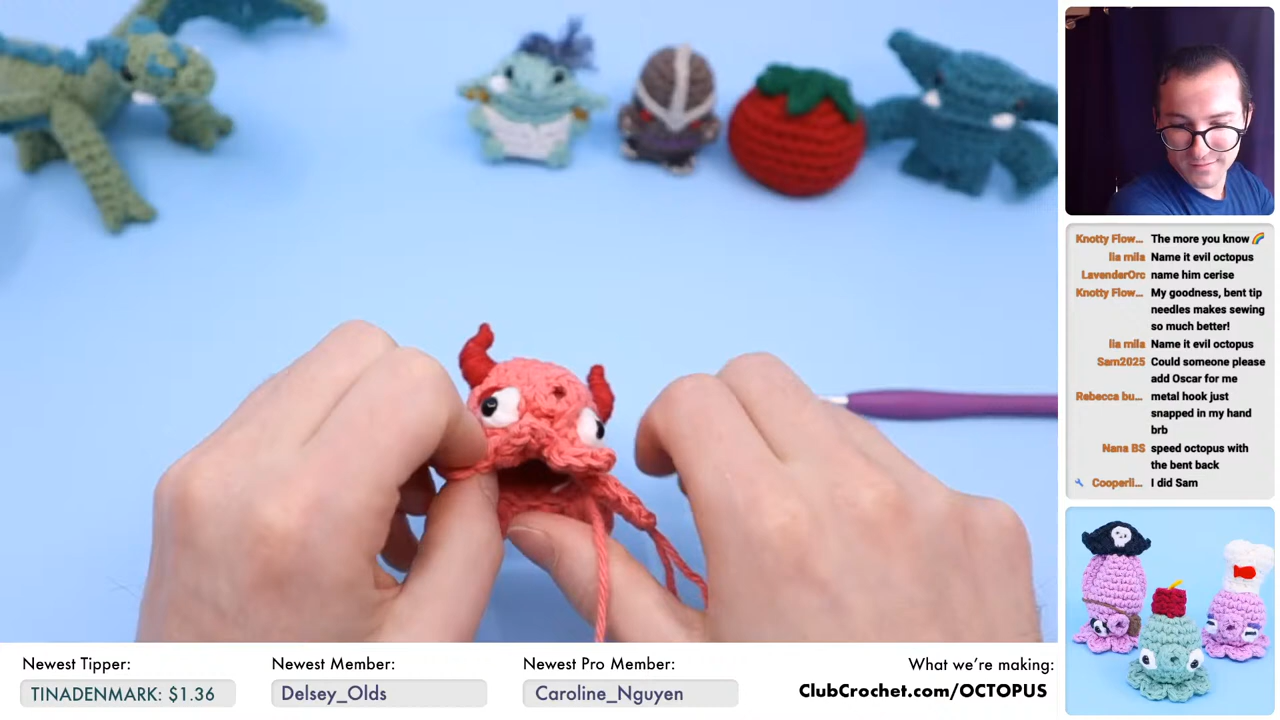 Knotty Flow... The more you know 🌈
lia mila Name it evil octopus
LavenderOrc name him cerise
Knotty Flow... My goodness, bent tip
needles makes sewing
so much better!
lia mila Name it evil octopus
Sam2025 Could someone please
add Oscar for me
Rebecca bu... metal hook just
snapped in my hand
brb
Nana BS speed octopus with
the bent back
Cooperli... I did Sam
Newest Tipper:
TINADENMARK: $1.36
Newest Member:
Delsey_Olds
Newest Pro Member:
Caroline_Nguyen
What we're making:
ClubCrochet.com/OCTOPUS